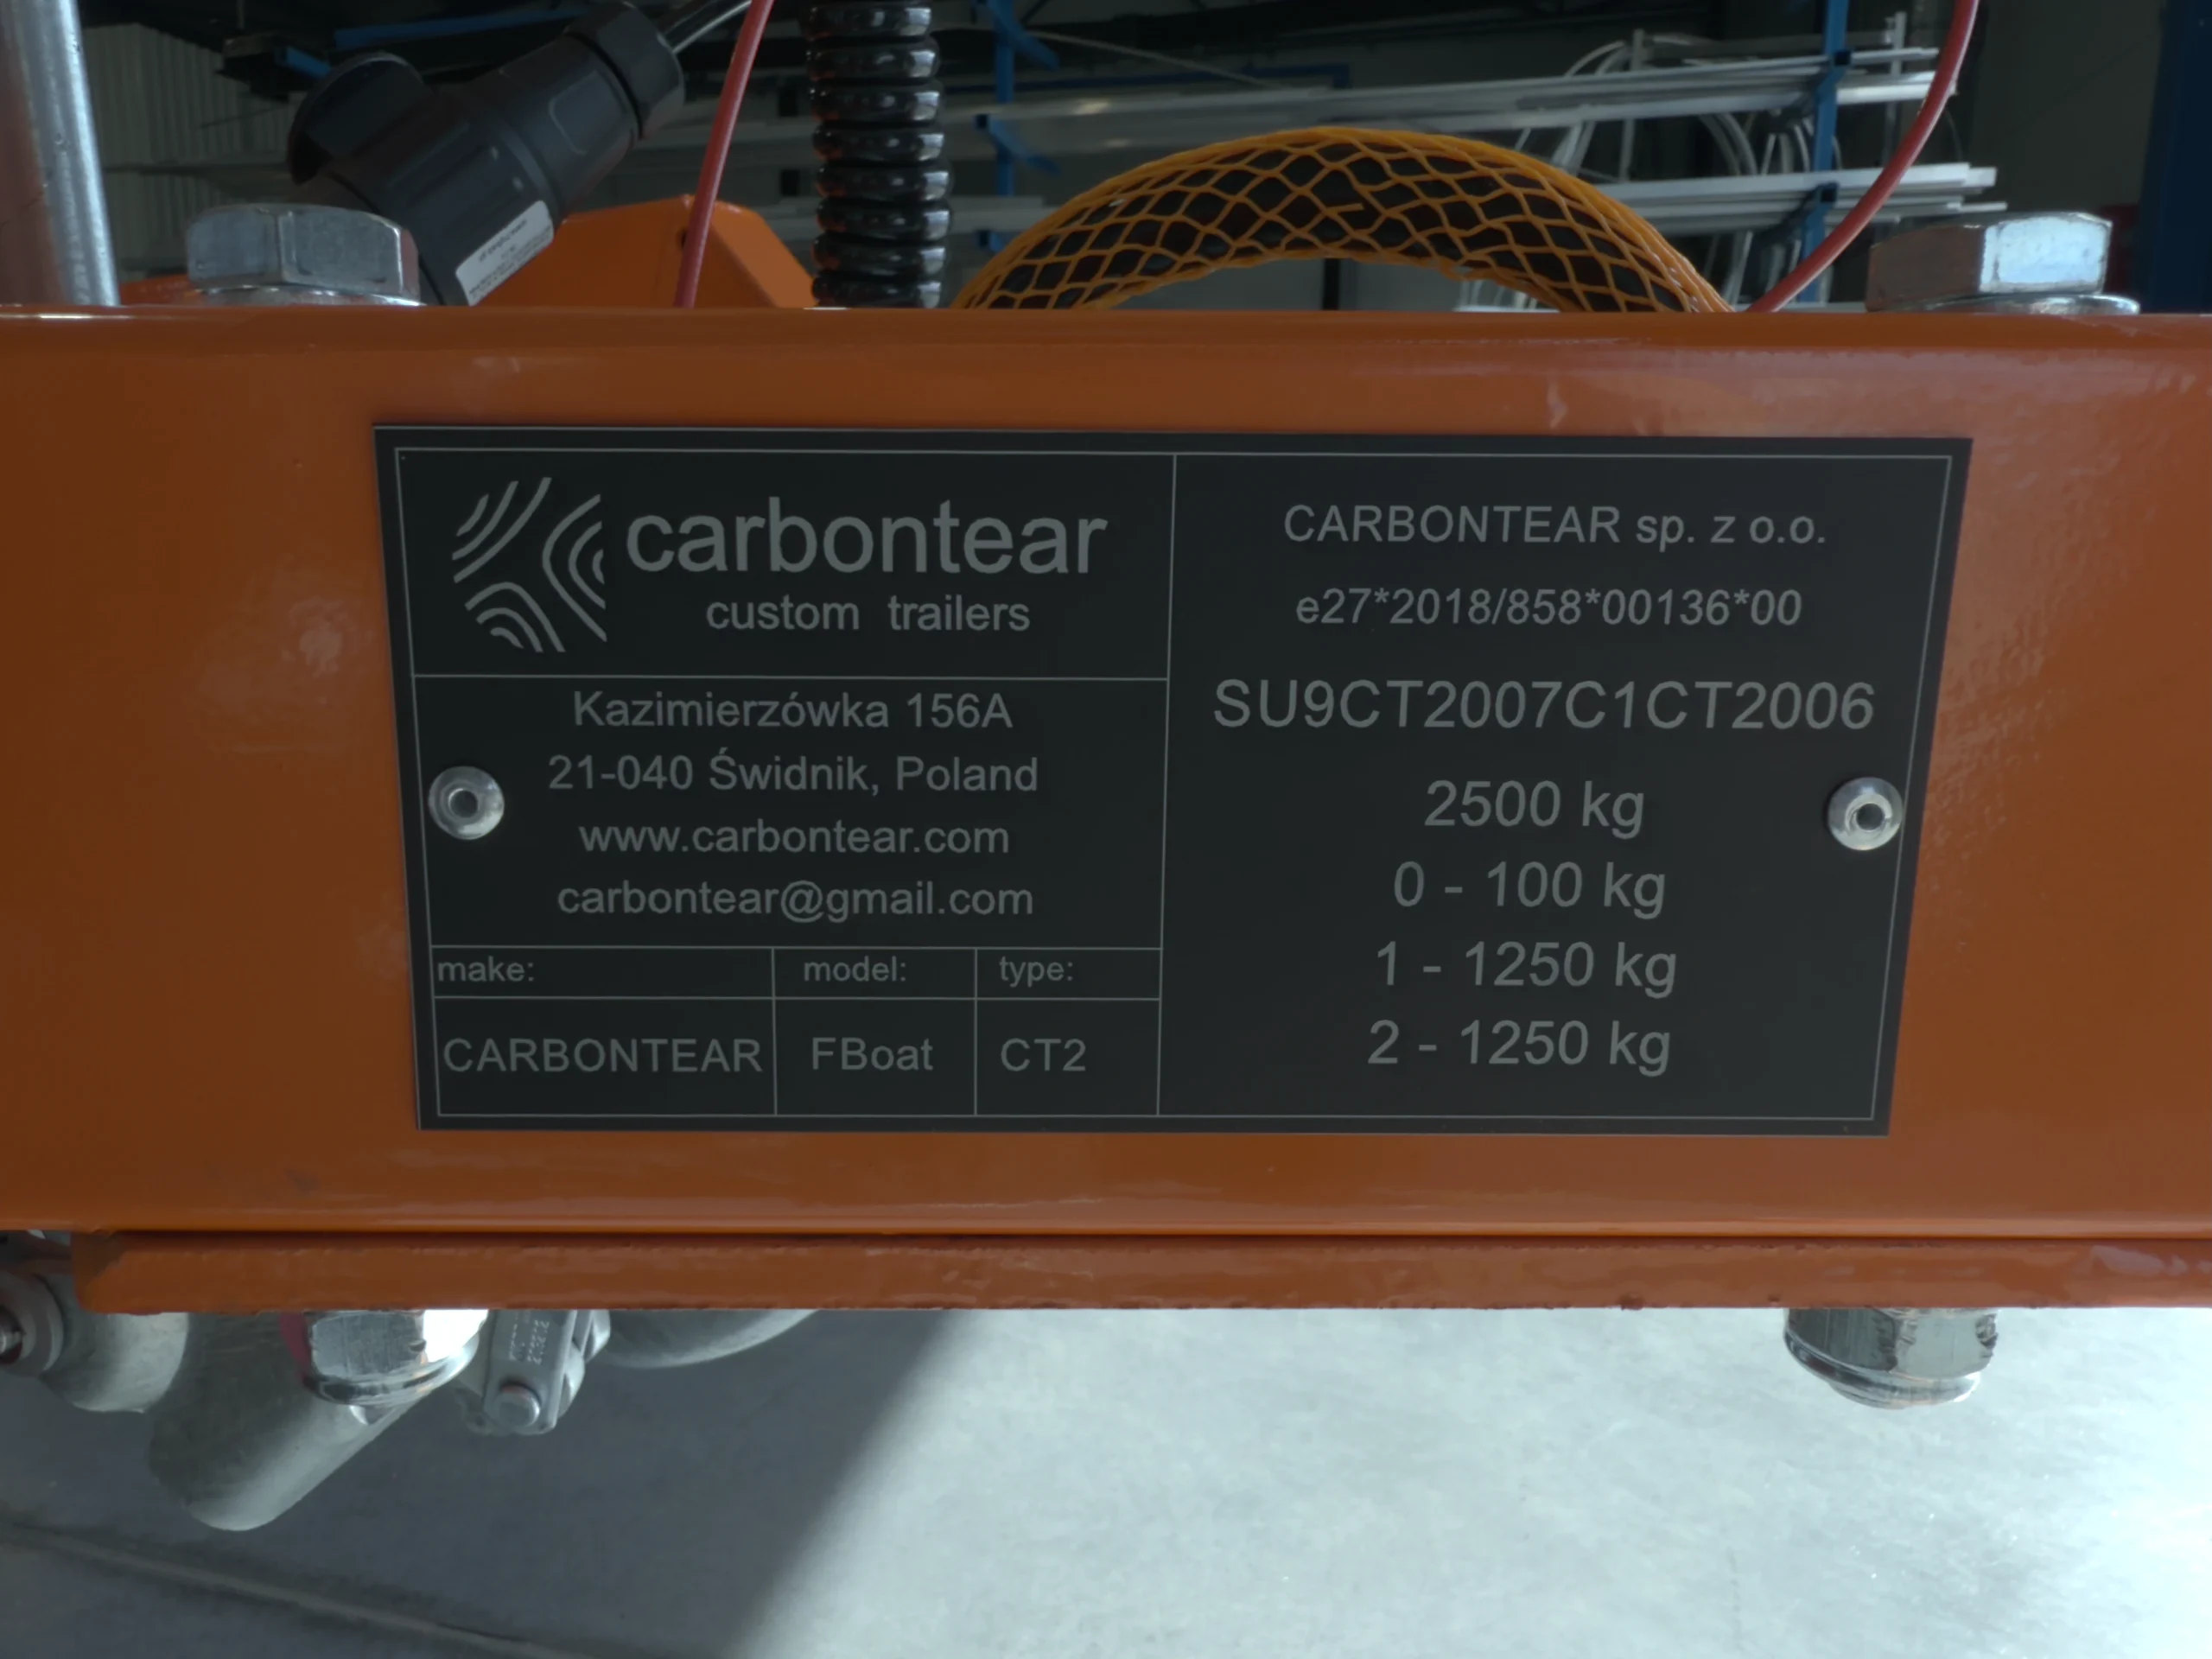 carbontear
custom trailers
Kazimierzówka 156A
21-040 Świdnik, Poland
www.carbontear.com
carbontear@gmail.com
make: model: type:
CARBONTEAR FBoat CT2
CARBONTEAR sp. z o.o.
e27*2018/858*00136*00
SU9CT2007C1CT2006
2500 kg
0 - 100 kg
1 - 1250 kg
2 - 1250 kg